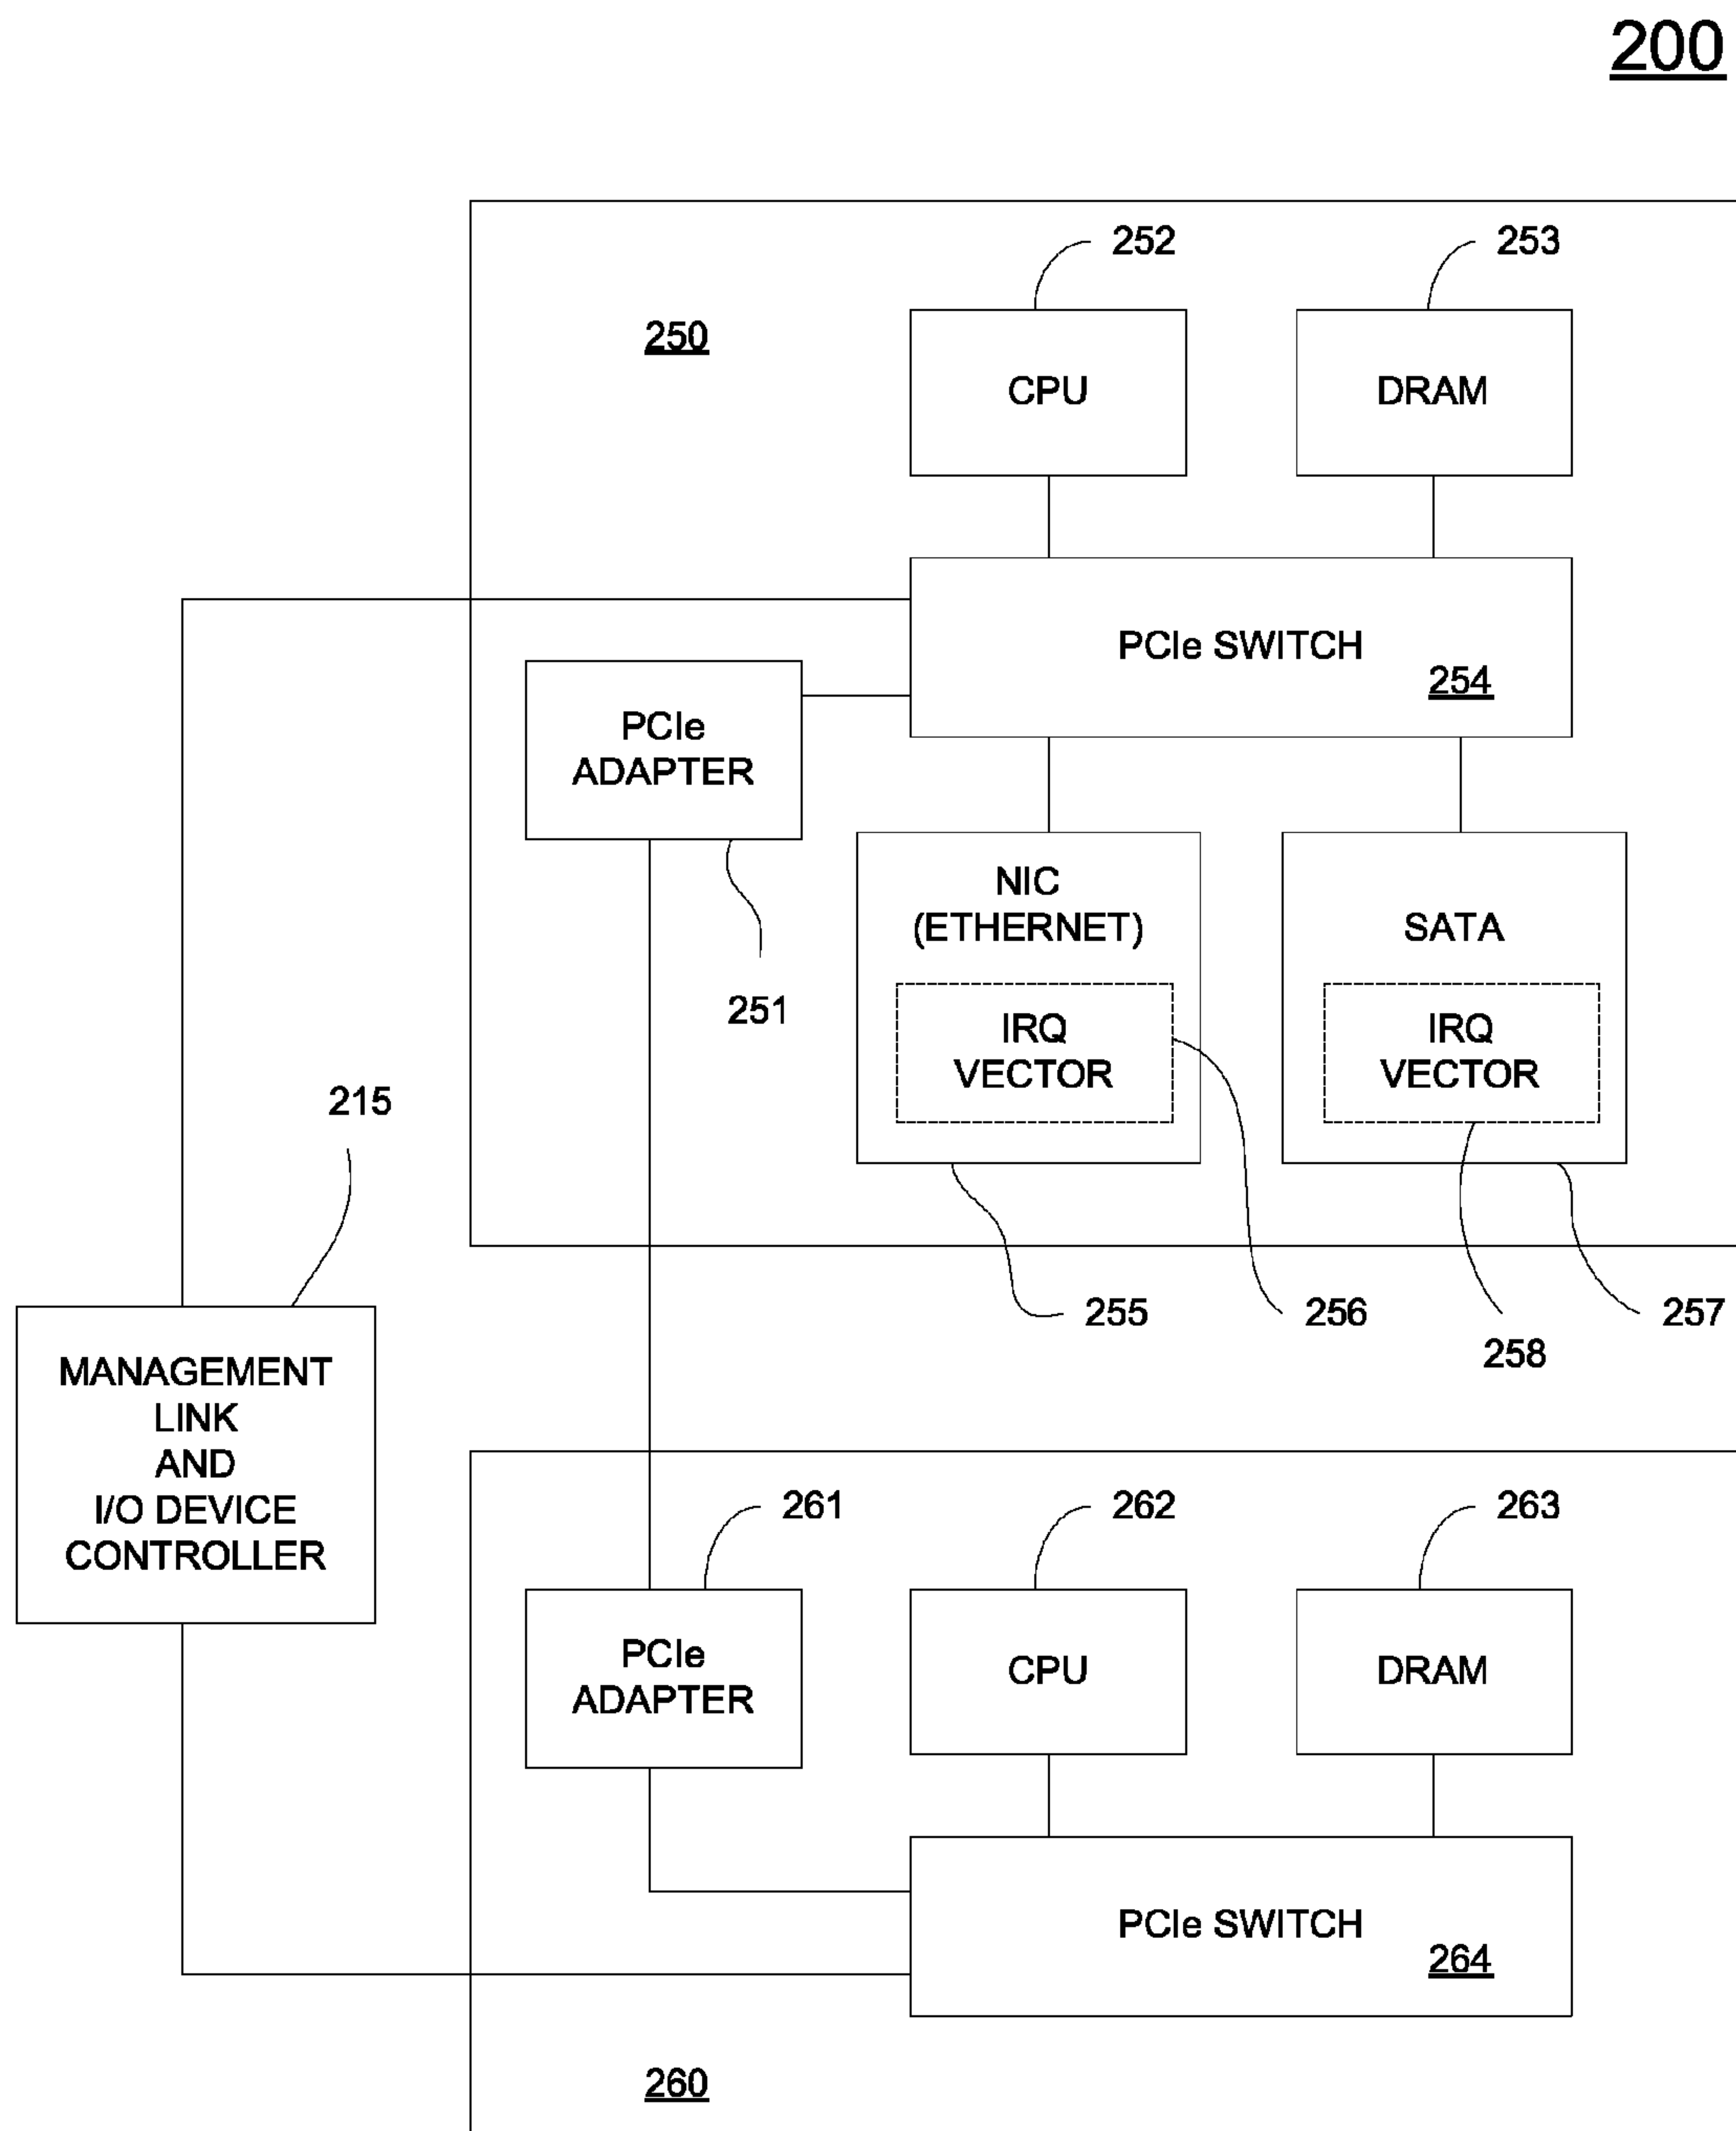 200
252
253
250
CPU
DRAM
PCIe SWITCH
254
PCIe
ADAPTER
251
NIC
(ETHERNET)
IRQ
VECTOR
SATA
IRQ
VECTOR
215
255
256
258
257
MANAGEMENT
LINK
AND
I/O DEVICE
CONTROLLER
261
262
263
PCIe
ADAPTER
CPU
DRAM
PCIe SWITCH
264
260